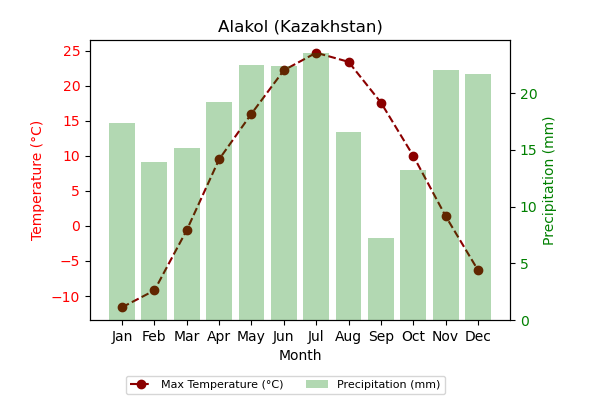 Alakol (Kazakhstan)
25
20
15
10
5
0
−5
−10
Temperature (°C)
20
15
10
5
0
Precipitation (mm)
Jan Feb Mar Apr May Jun Jul Aug Sep Oct Nov Dec
Month
Max Temperature (°C) Precipitation (mm)